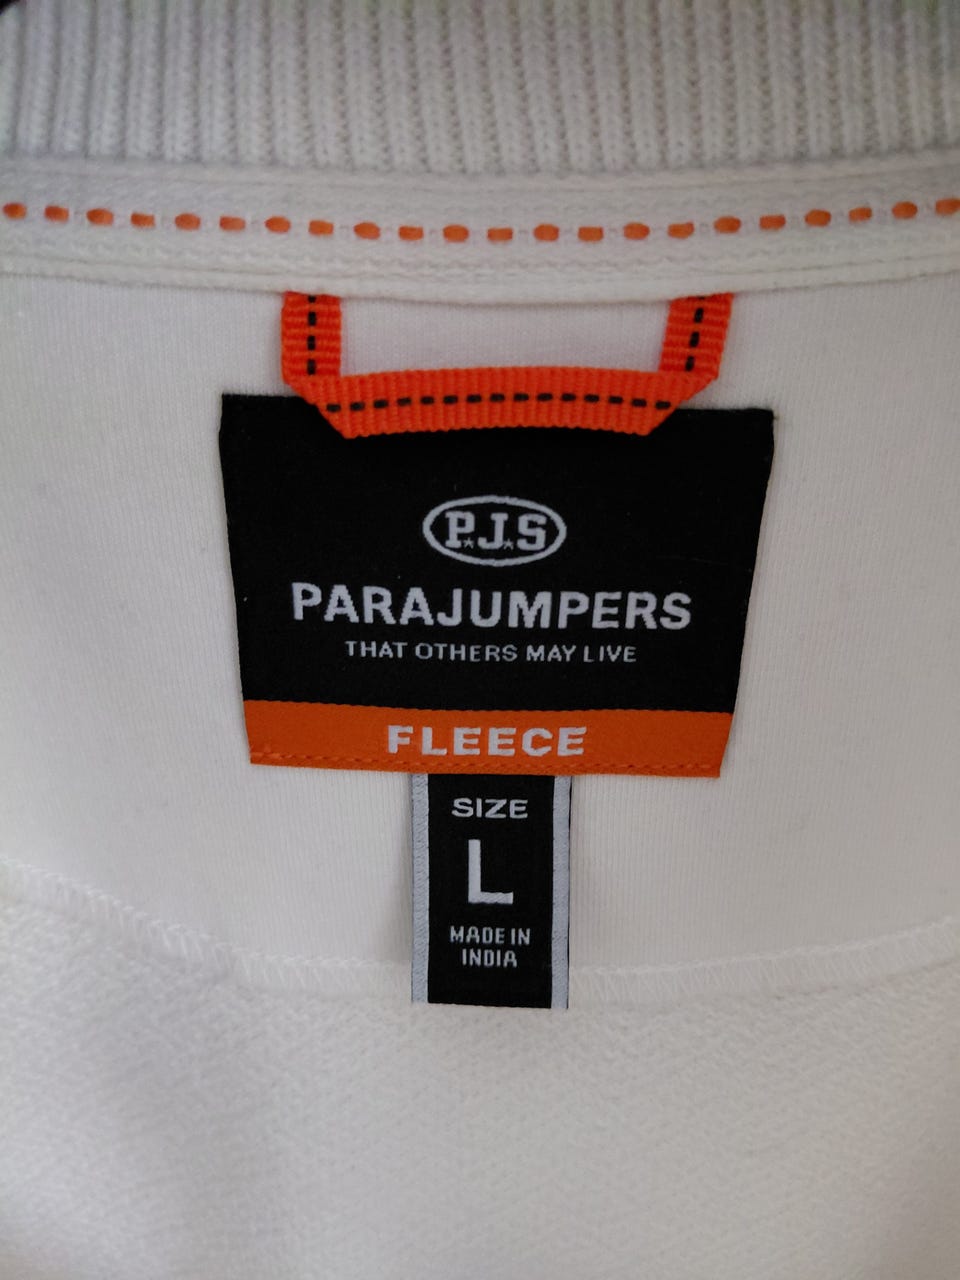 P.J.S
PARAJUMPERS
THAT OTHERS MAY LIVE
FLEECE
SIZE
L
MADE IN
INDIA